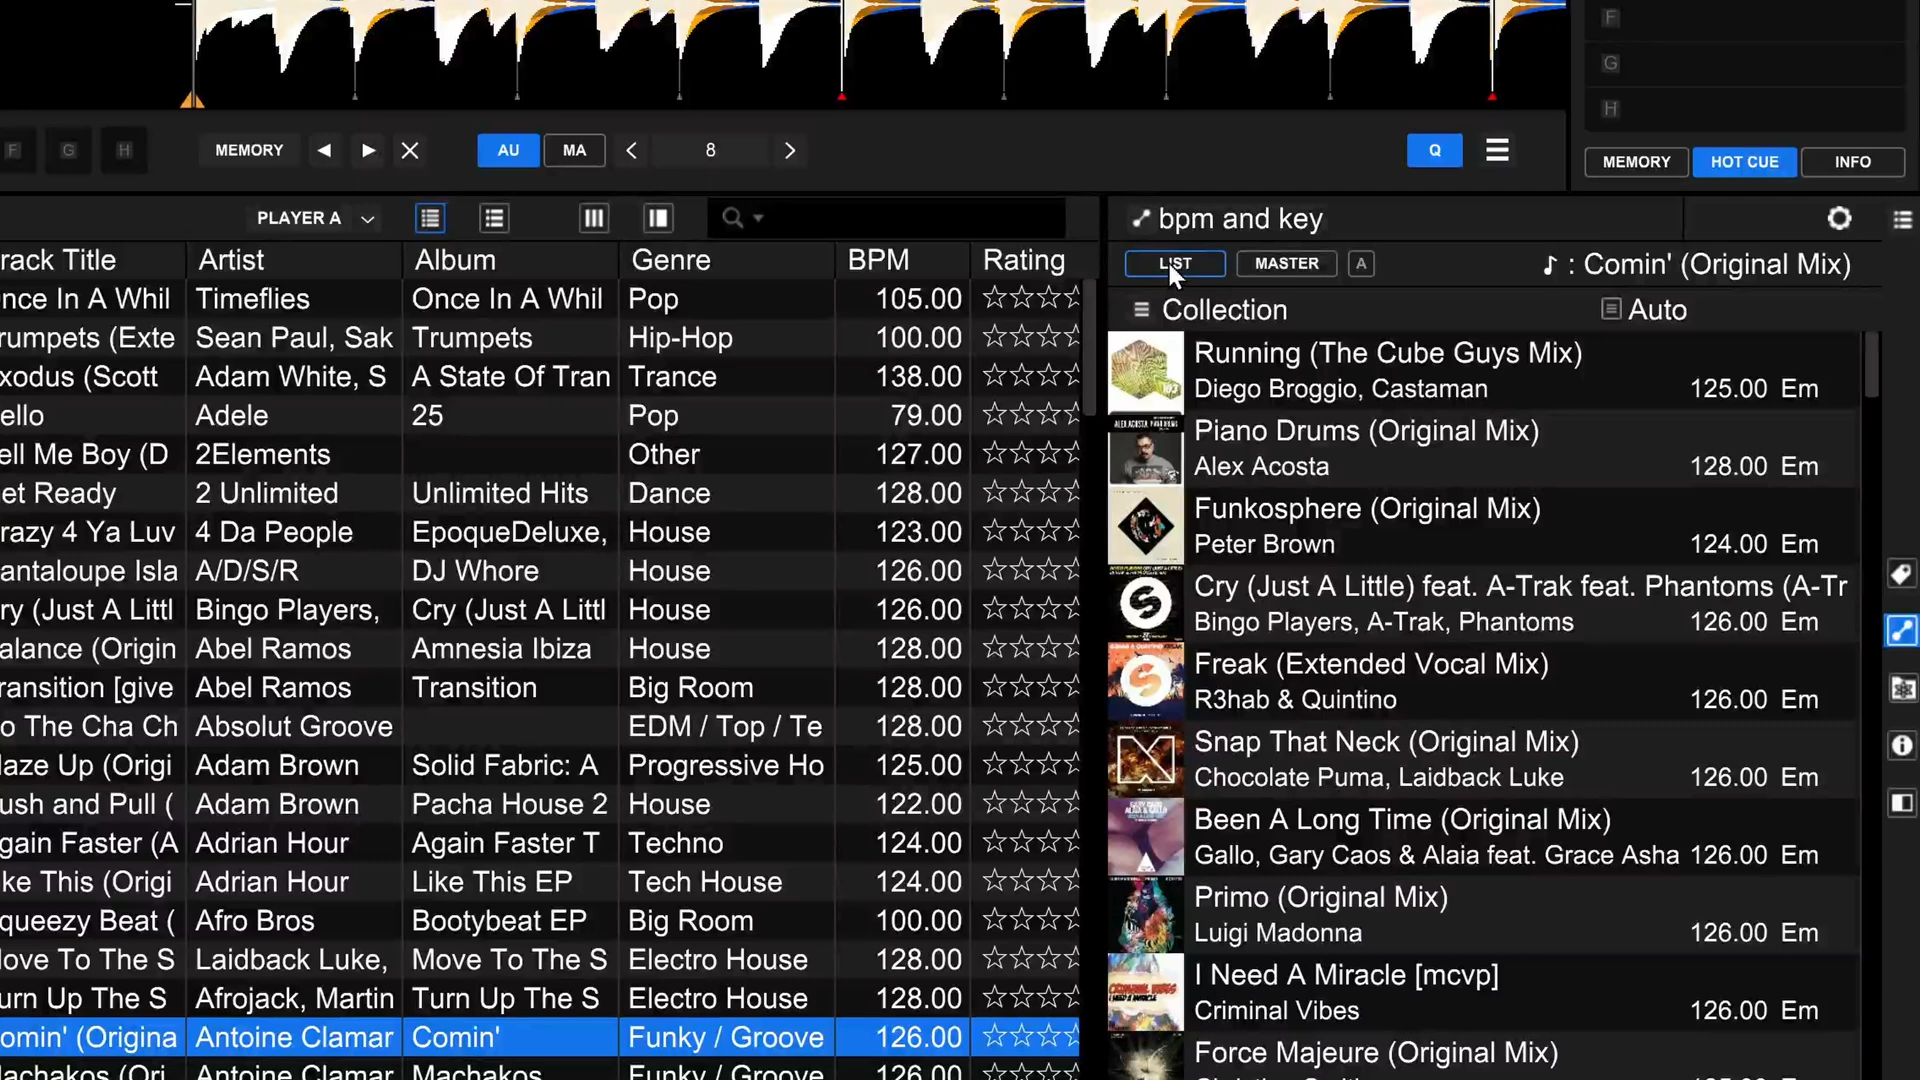 F
G
H
F G H MEMORY AU MA 8 Q MEMORY HOT CUE INFO
PLAYER A
bpm and key
LIST MASTER A : Comin' (Original Mix)
Collection Auto
rack Title Artist Album Genre BPM Rating
nce In A Whil Timeflies Once In A Whil Pop 105.00
rumpets (Exte Sean Paul, Sak Trumpets Hip-Hop 100.00
xodus (Scott Adam White, S A State Of Tran Trance 138.00
ello Adele 25 Pop 79.00
ell Me Boy (D 2Elements Other 127.00
et Ready 2 Unlimited Unlimited Hits Dance 128.00
razy 4 Ya Luv 4 Da People EpoqueDeluxe, House 123.00
antaloupe Isla A/D/S/R DJ Whore House 126.00
ry (Just A Littl Bingo Players, Cry (Just A Littl House 126.00
alance (Origin Abel Ramos Amnesia Ibiza House 128.00
ransition [give Abel Ramos Transition Big Room 128.00
o The Cha Ch Absolut Groove EDM / Top / Te 128.00
laze Up (Origi Adam Brown Solid Fabric: A Progressive Ho 125.00
ush and Pull ( Adam Brown Pacha House 2 House 122.00
gain Faster (A Adrian Hour Again Faster T Techno 124.00
ke This (Origi Adrian Hour Like This EP Tech House 124.00
queezy Beat ( Afro Bros Bootybeat EP Big Room 100.00
ove To The S Laidback Luke, Move To The S Electro House 128.00
urn Up The S Afrojack, Martin Turn Up The S Electro House 128.00
omin' (Origina Antoine Clamar Comin' Funky / Groove 126.00
achakos (Ori Antoine Clamar Machakos Funky / Groove 126.00
Running (The Cube Guys Mix)
Diego Broggio, Castaman 125.00 Em
Piano Drums (Original Mix)
Alex Acosta 128.00 Em
Funkosphere (Original Mix)
Peter Brown 124.00 Em
Cry (Just A Little) feat. A-Trak feat. Phantoms (A-Tr
Bingo Players, A-Trak, Phantoms 126.00 Em
Freak (Extended Vocal Mix)
R3hab & Quintino 126.00 Em
Snap That Neck (Original Mix)
Chocolate Puma, Laidback Luke 126.00 Em
Been A Long Time (Original Mix)
Gallo, Gary Caos & Alaia feat. Grace Asha 126.00 Em
Primo (Original Mix)
Luigi Madonna 126.00 Em
I Need A Miracle [mcvp]
Criminal Vibes 126.00 Em
Force Majeure (Original Mix)